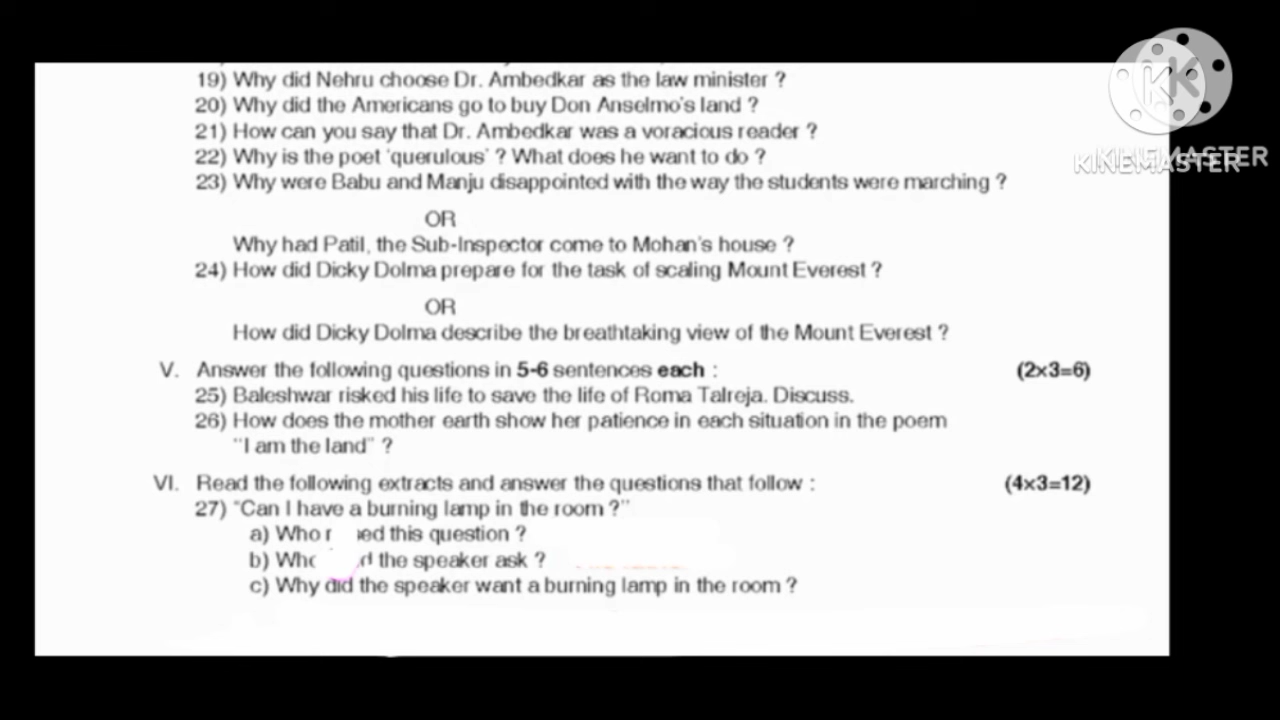 19) Why did Nehru choose Dr. Ambedkar as the law minister ?
20) Why did the Americans go to buy Don Anselmo's land ?
21) How can you say that Dr. Ambedkar was a voracious reader ?
22) Why is the poet 'querulous' ? What does he want to do ?
KINEMASTER
KINEMASTER
23) Why were Babu and Manju disappointed with the way the students were marching ?
OR
Why had Patil, the Sub-Inspector come to Mohan's house ?
24) How did Dicky Dolma prepare for the task of scaling Mount Everest ?
OR
How did Dicky Dolma describe the breathtaking view of the Mount Everest ?
V. Answer the following questions in 5-6 sentences each : (2×3=6)
25) Baleshwar risked his life to save the life of Roma Talreja. Discuss.
26) How does the mother earth show her patience in each situation in the poem
"I am the land" ?
VI. Read the following extracts and answer the questions that follow : (4×3=12)
27) "Can I have a burning lamp in the room ?"
a) Who this question ?
b) the speaker ask ?
c) Why did the speaker want a burning lamp in the room ?